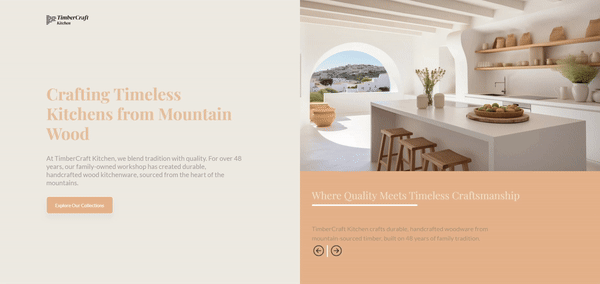 TimberCraft
Kitchen
Crafting Timeless
Kitchens from Mountain
Wood
At TimberCraft Kitchen, we blend tradition with quality. For over 48
years, our family-owned workshop has created durable,
handcrafted wood kitchenware, sourced from the heart of the
mountains.
Explore Our Collections
Where Quality Meets Timeless Craftsmanship
TimberCraft Kitchen crafts durable, handcrafted woodware from
mountain-sourced timber, built on 48 years of family tradition.